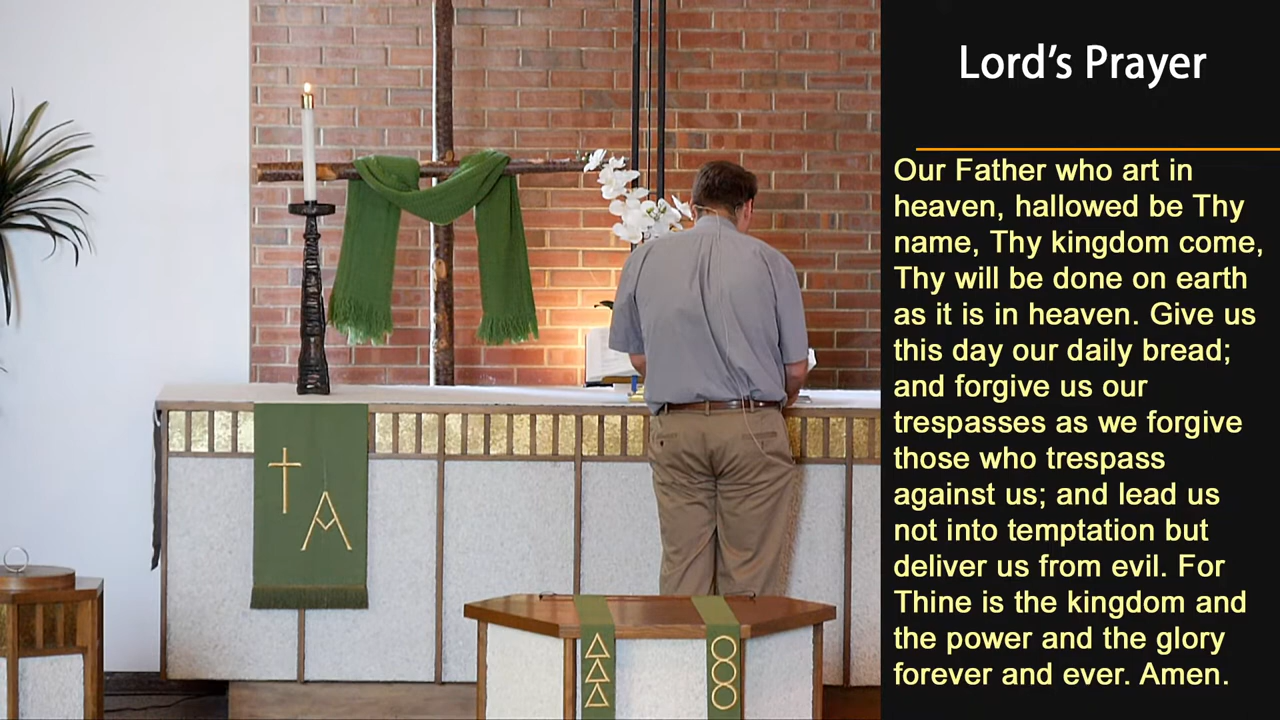 Lord's Prayer
Our Father who art in
heaven, hallowed be Thy
name, Thy kingdom come,
Thy will be done on earth
as it is in heaven. Give us
this day our daily bread;
and forgive us our
trespasses as we forgive
those who trespass
against us; and lead us
not into temptation but
deliver us from evil. For
Thine is the kingdom and
the power and the glory
forever and ever. Amen.
A